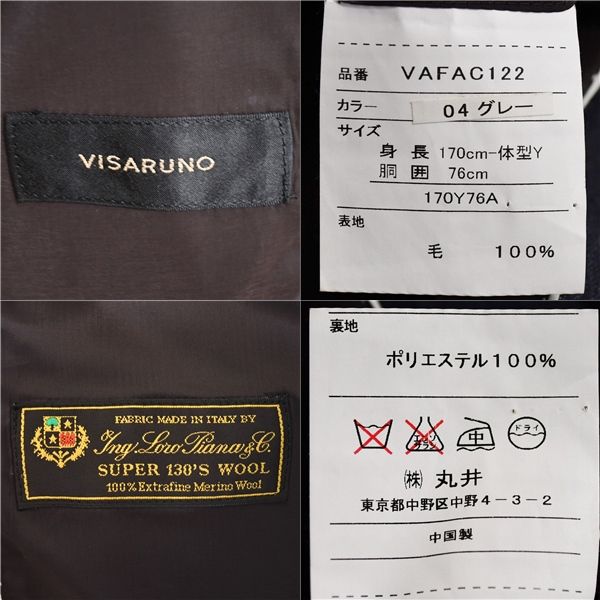 VISARUNO
品番 VAFAC122
カラー 04グレー
サイズ
身長 170cm-体型Y
胴囲 76cm
170Y76A
表地
毛 100%
FABRIC MADE IN ITALY BY
Ing. Loro Piana & C.
SUPER 130'S WOOL
100% Extrafine Merino Wool
裏地
ポリエステル100%
中 ドライ
㈱ 丸井
東京都中野区中野4-3-2
中国製